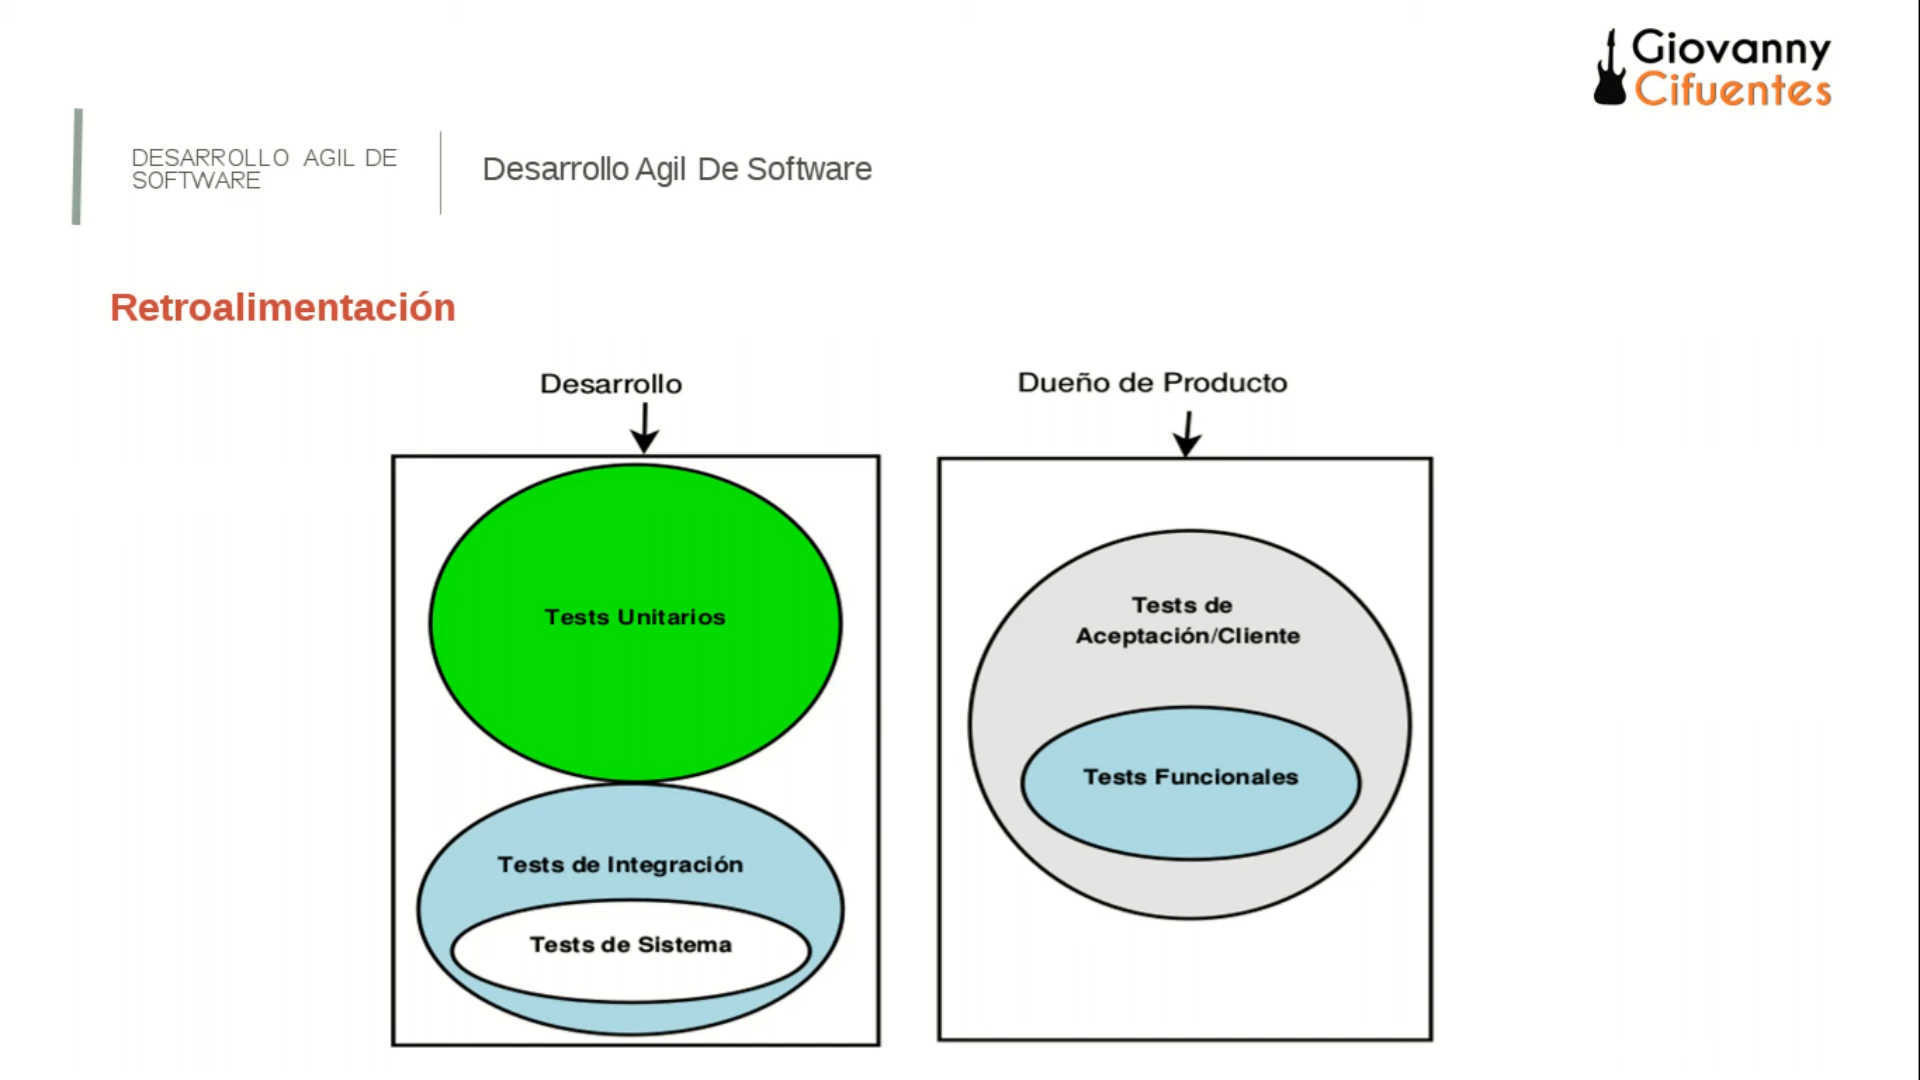 Giovanny
Cifuentes
DESARROLLO AGIL DE
SOFTWARE
Desarrollo Agil De Software
Retroalimentación
Desarrollo
Dueño de Producto
Tests Unitarios
Tests de Integración
Tests de Sistema
Tests de
Aceptación/Cliente
Tests Funcionales